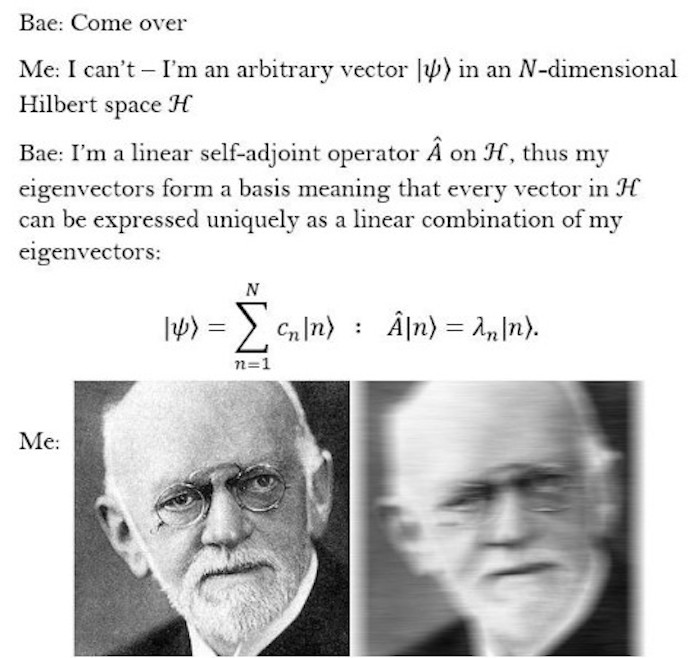 Bae: Come over
Me: I can't – I'm an arbitrary vector |ψ⟩ in an N-dimensional
Hilbert space ℋ
Bae: I'm a linear self-adjoint operator Â on ℋ, thus my
eigenvectors form a basis meaning that every vector in ℋ
can be expressed uniquely as a linear combination of my
eigenvectors:
|ψ⟩ = ∑_{n=1}^{N} cₙ|n⟩ : Â|n⟩ = λₙ|n⟩.
Me: